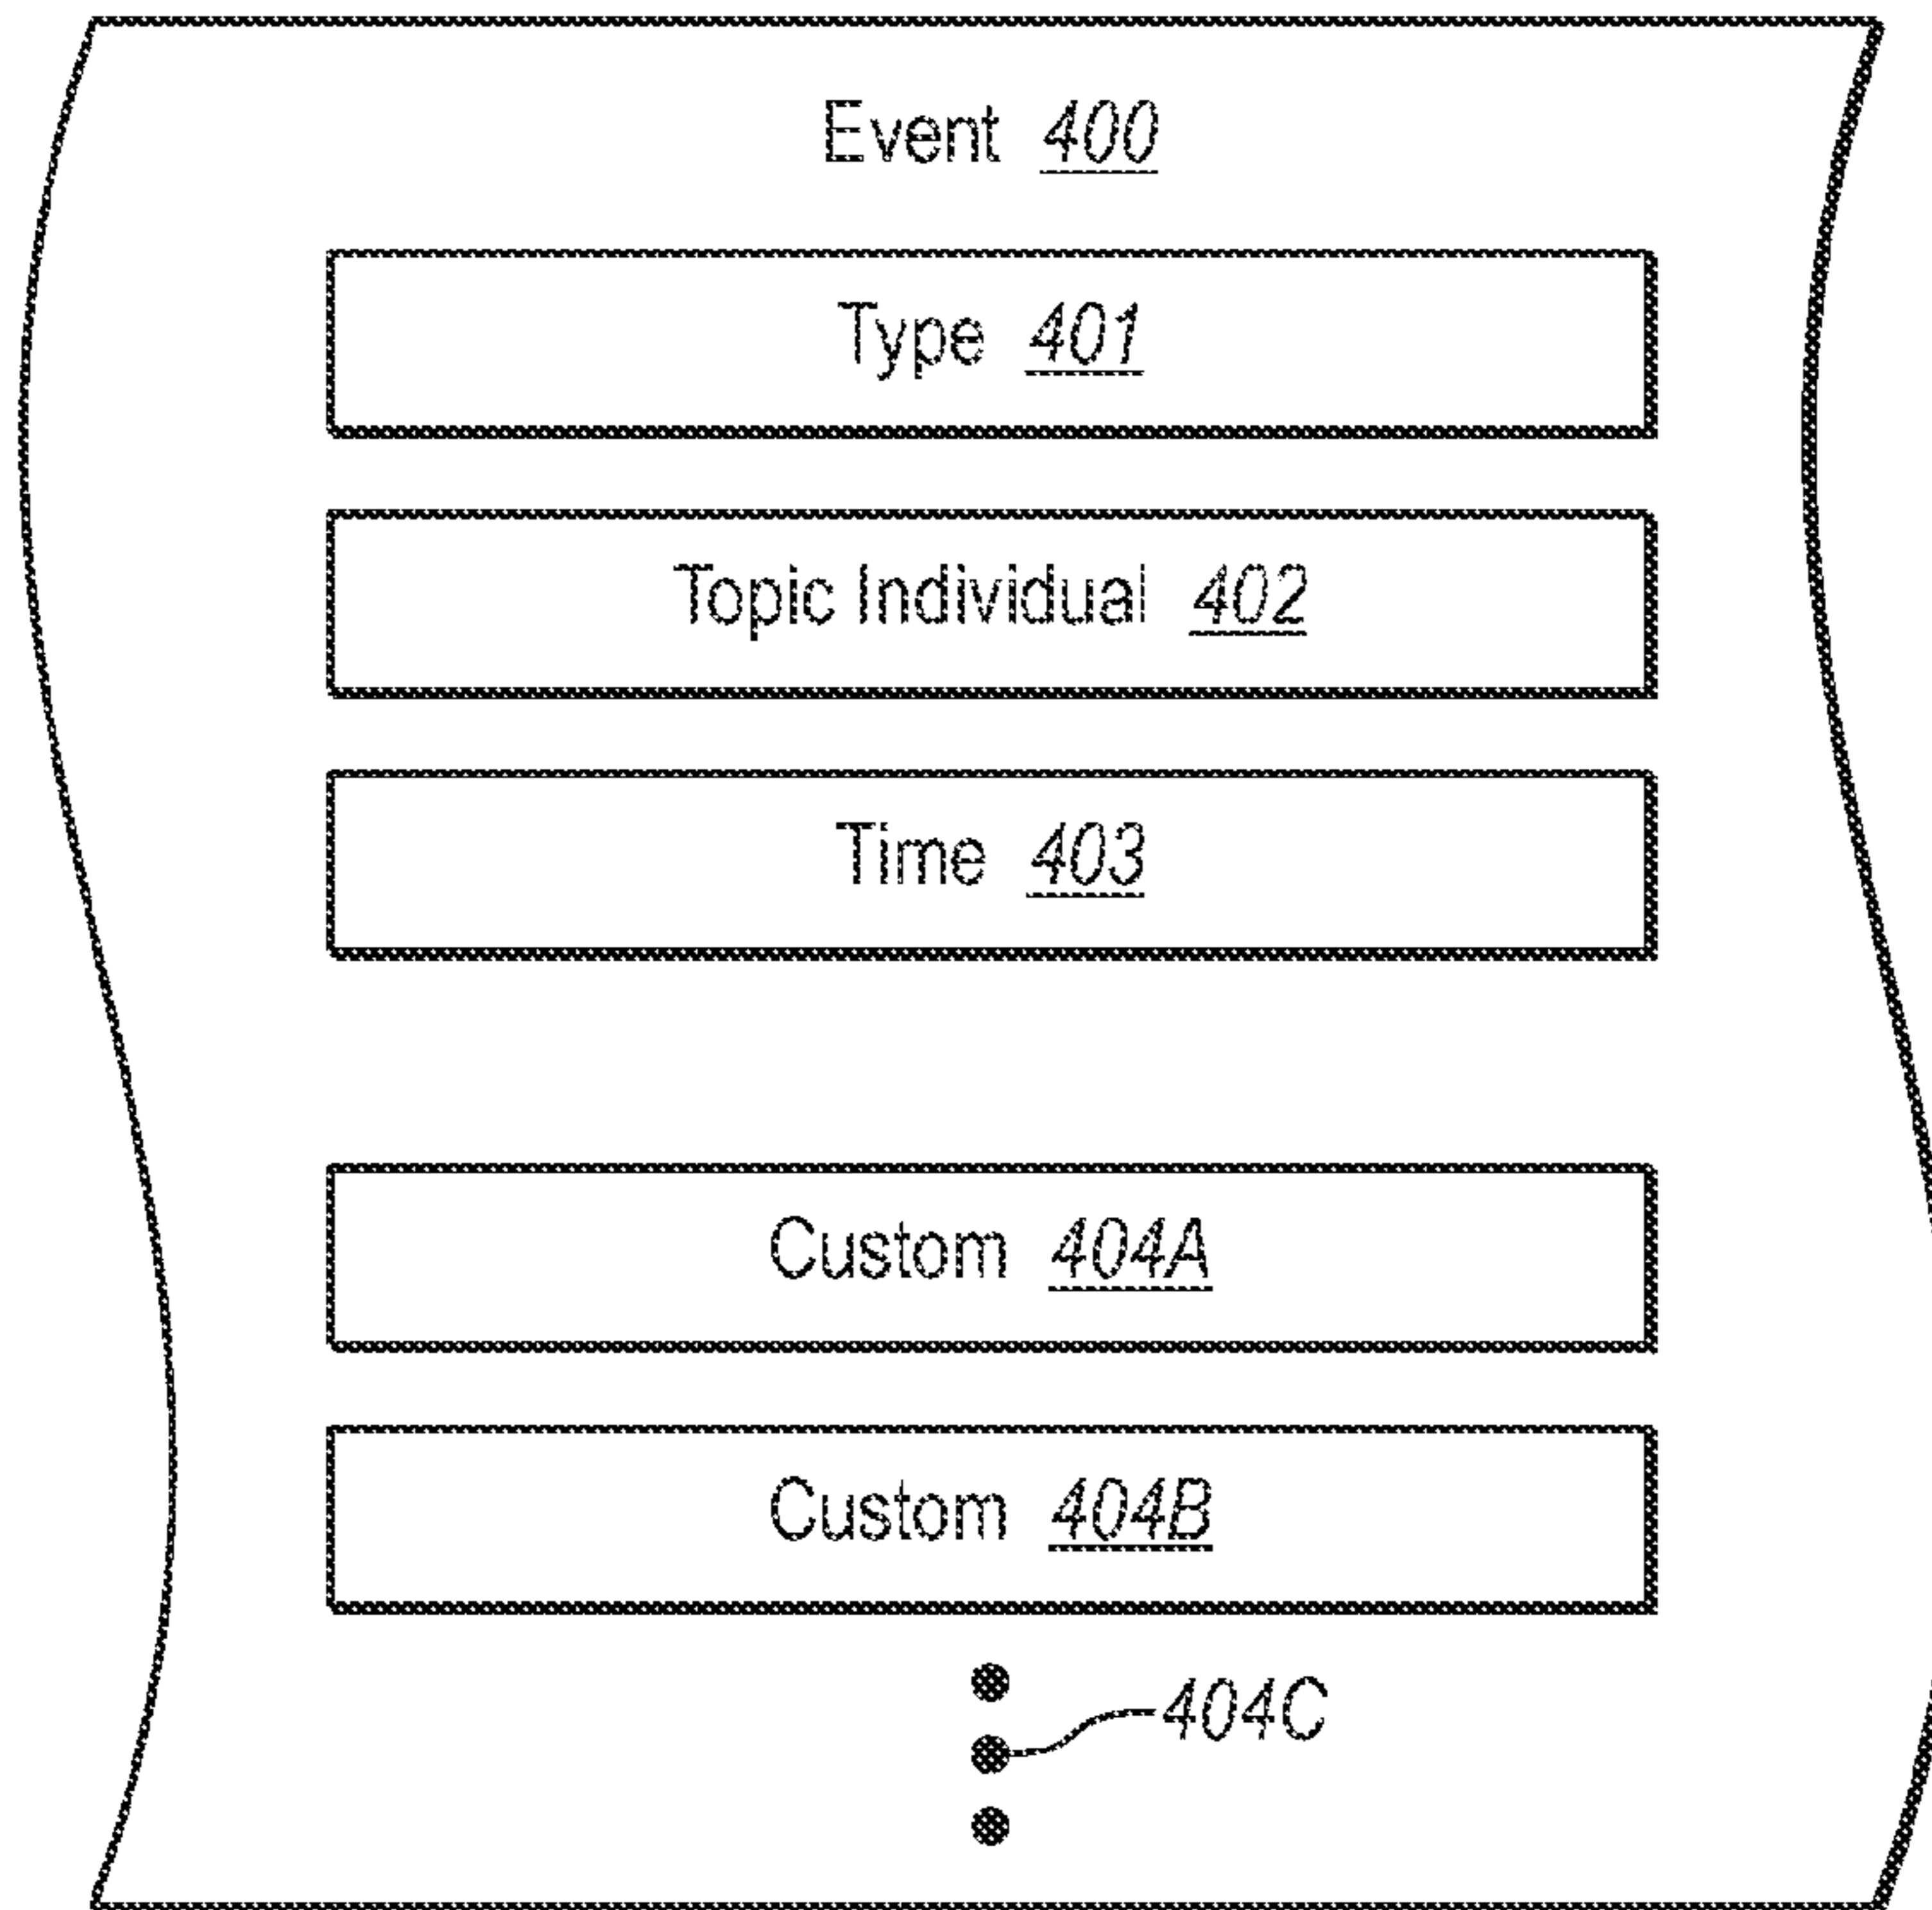 Event 400
Type 401
Topic Individual 402
Time 403
Custom 404A
Custom 404B
404C